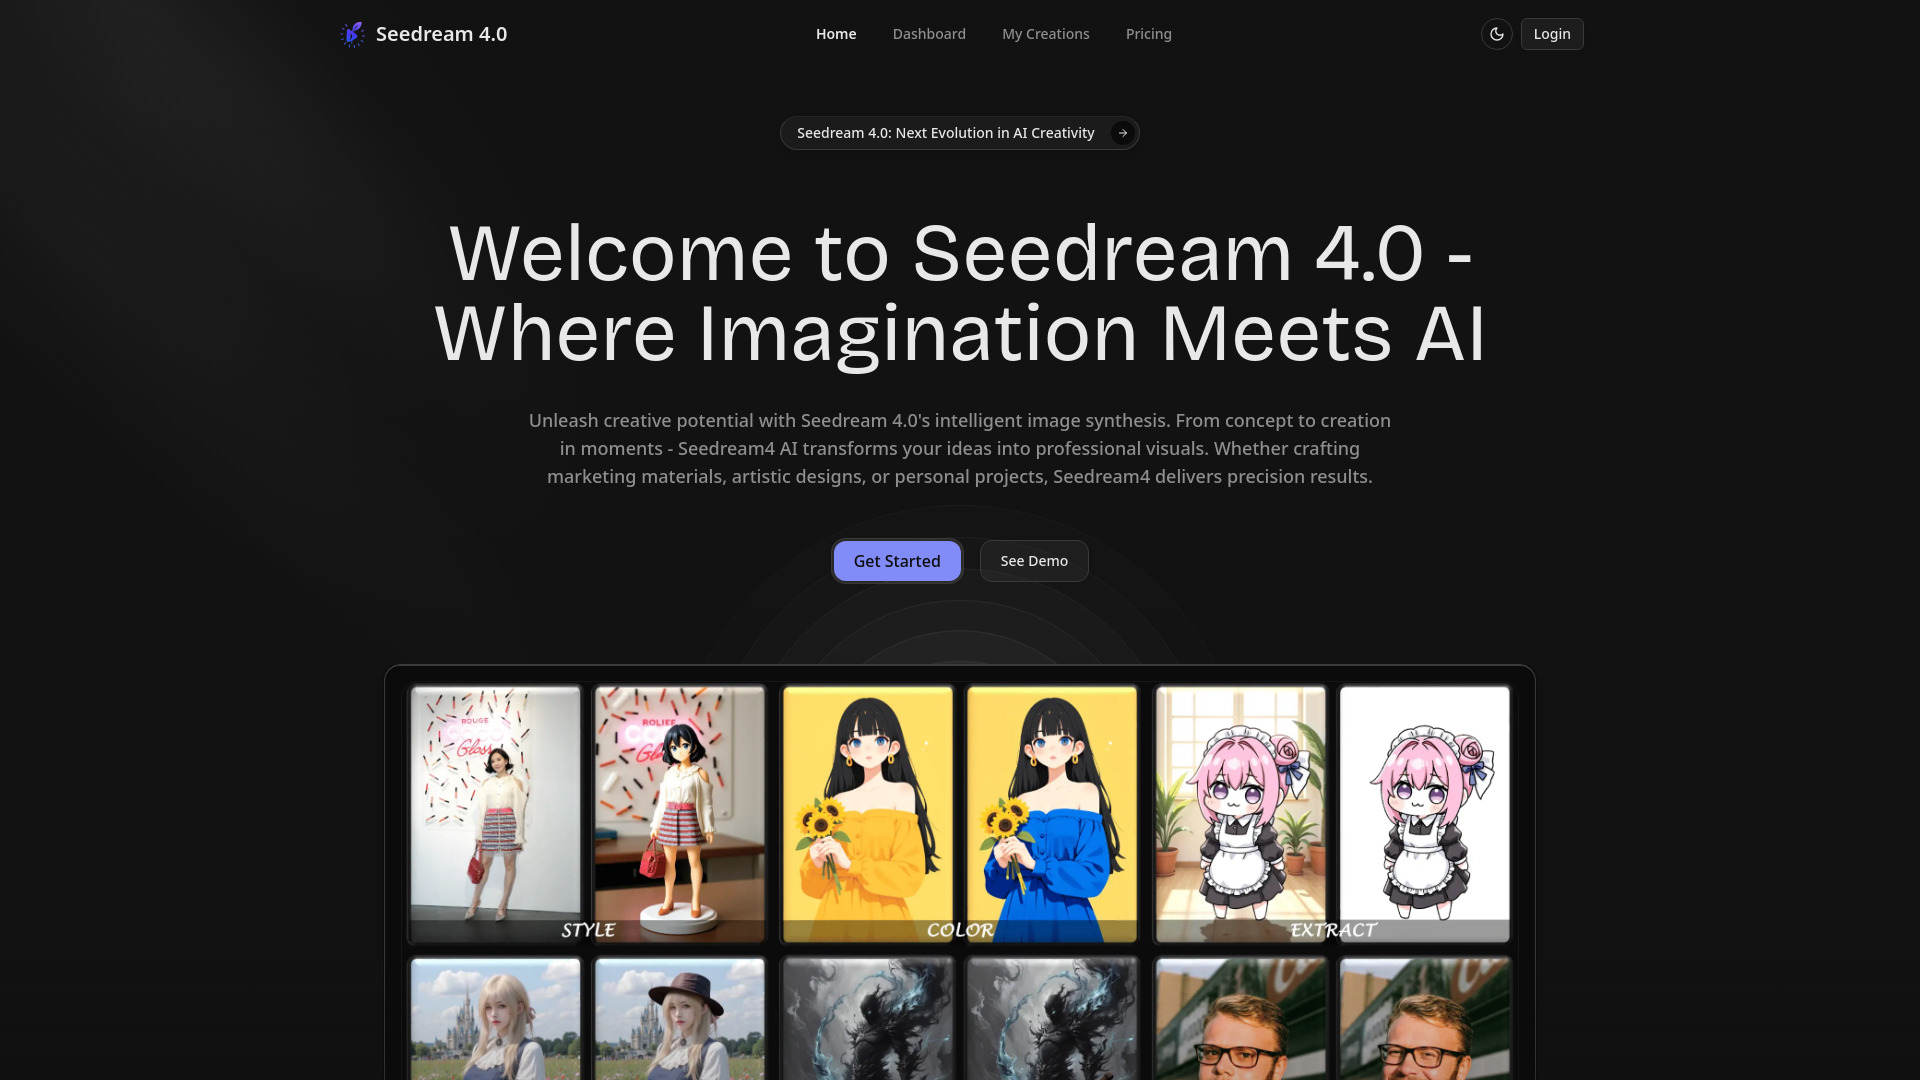 Seedream 4.0
Home
Dashboard
My Creations
Pricing
Login
Seedream 4.0: Next Evolution in AI Creativity
Welcome to Seedream 4.0 -
Where Imagination Meets AI
Unleash creative potential with Seedream 4.0's intelligent image synthesis. From concept to creation
in moments - Seedream4 AI transforms your ideas into professional visuals. Whether crafting
marketing materials, artistic designs, or personal projects, Seedream4 delivers precision results.
Get Started
See Demo
ROUGE
Gloss
ROLIEF
STYLE
COLOR
EXTRACT